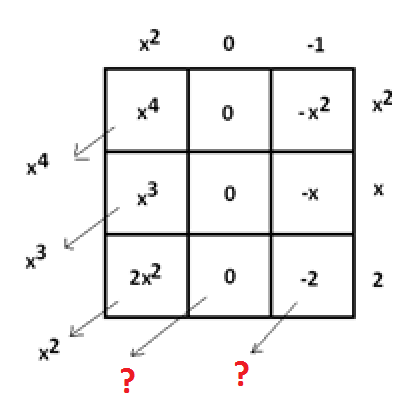 x² 0 -1
x⁴ 0 -x² x²
x⁴
x³ 0 -x x
x³
2x² 0 -2 2
x²
? ?